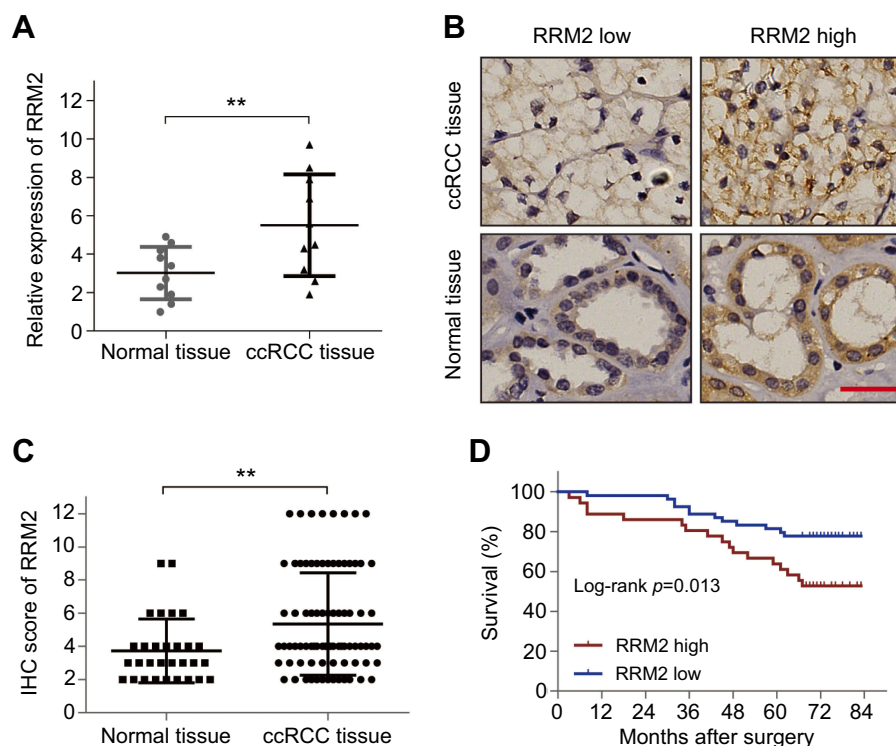 A
Relative expression of RRM2
12
10
8
6
4
2
0
**
Normal tissue
ccRCC tissue
B
RRM2 low
RRM2 high
ccRCC tissue
Normal tissue
C
IHC score of RRM2
12
10
8
6
4
2
0
**
Normal tissue
ccRCC tissue
D
Survival (%)
100
80
60
40
20
0
Log-rank p=0.013
RRM2 high
RRM2 low
0 12 24 36 48 60 72 84
Months after surgery